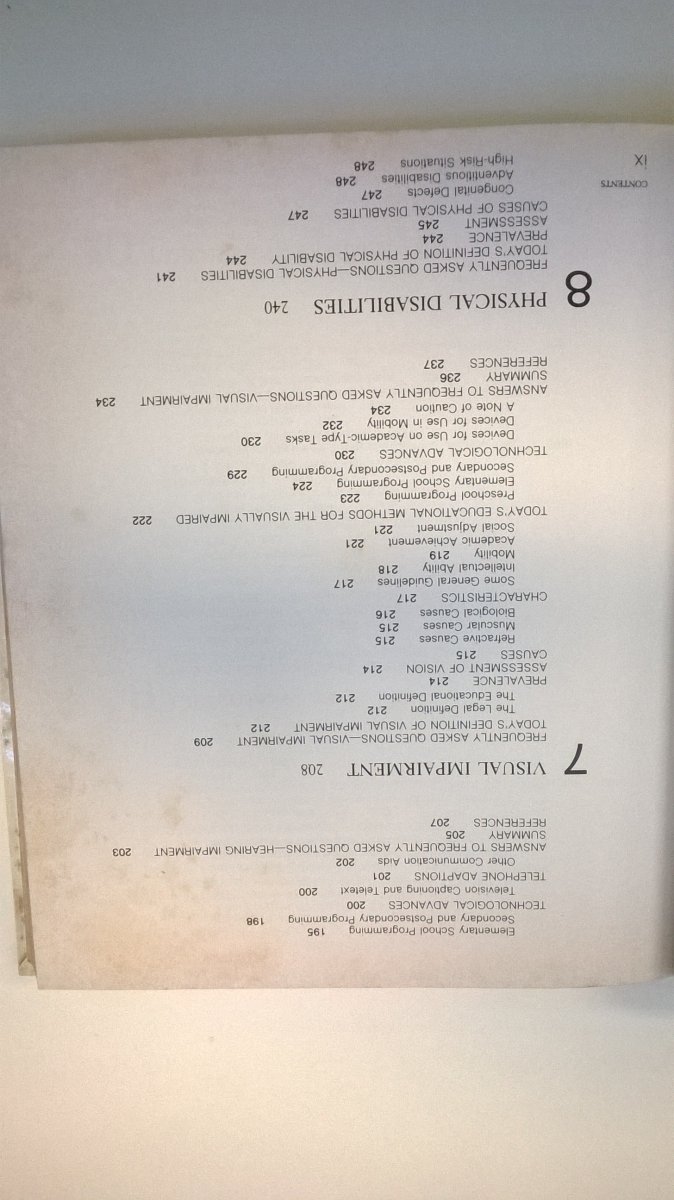 Elementary School Programming 195
Secondary and Postsecondary Programming 198
TECHNOLOGICAL ADVANCES 200
Television Captioning and Teletext 200
TELEPHONE ADAPTIONS 201
Other Communication Aids 202
ANSWERS TO FREQUENTLY ASKED QUESTIONS—HEARING IMPAIRMENT 203
SUMMARY 205
REFERENCES 207
7 VISUAL IMPAIRMENT 208
FREQUENTLY ASKED QUESTIONS—VISUAL IMPAIRMENT 209
TODAY'S DEFINITION OF VISUAL IMPAIRMENT 212
The Legal Definition 212
The Educational Definition 212
PREVALENCE 214
ASSESSMENT OF VISION 214
CAUSES 215
Refractive Causes 215
Muscular Causes 215
Biological Causes 216
CHARACTERISTICS 217
Some General Guidelines 217
Intellectual Ability 218
Mobility 219
Academic Achievement 221
Social Adjustment 221
TODAY'S EDUCATIONAL METHODS FOR THE VISUALLY IMPAIRED 222
Preschool Programming 223
Elementary School Programming 224
Secondary and Postsecondary Programming 229
TECHNOLOGICAL ADVANCES 230
Devices for Use on Academic-Type Tasks 230
Devices for Use in Mobility 232
A Note of Caution 234
ANSWERS TO FREQUENTLY ASKED QUESTIONS—VISUAL IMPAIRMENT 234
SUMMARY 236
REFERENCES 237
8 PHYSICAL DISABILITIES 240
FREQUENTLY ASKED QUESTIONS—PHYSICAL DISABILITIES 241
TODAY'S DEFINITION OF PHYSICAL DISABILITY 244
PREVALENCE 244
ASSESSMENT 245
CAUSES OF PHYSICAL DISABILITIES 247
Congenital Defects 247
Adventitious Disabilities 248
High-Risk Situations 248
CONTENTS
IX